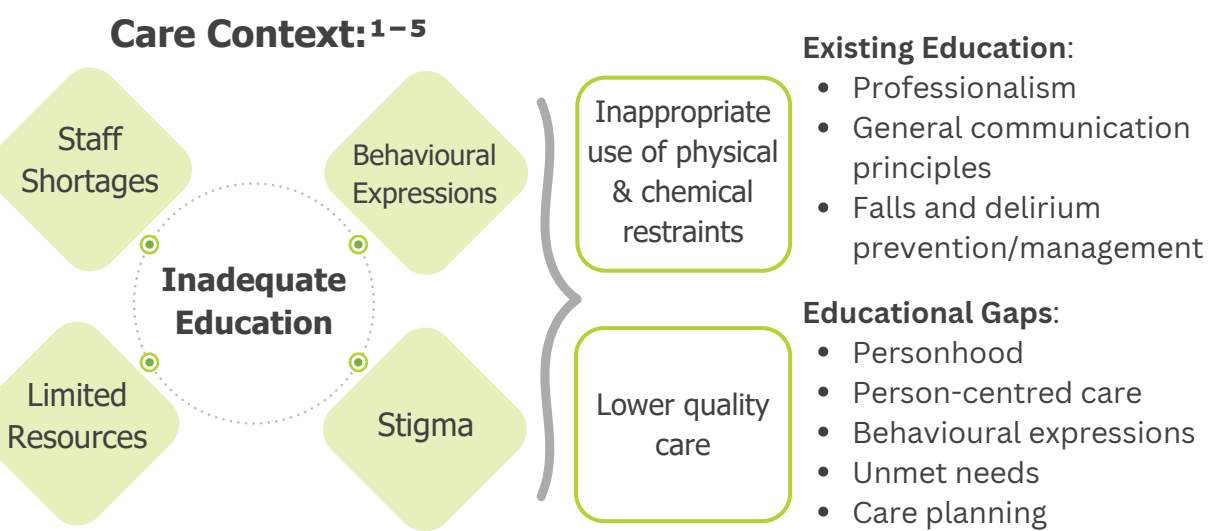 Care Context:¹⁻⁵
Staff
Shortages
Behavioural
Expressions
Inadequate
Education
Limited
Resources
Stigma
Inappropriate
use of physical
& chemical
restraints
Lower quality
care
Existing Education:
• Professionalism
• General communication
principles
• Falls and delirium
prevention/management
Educational Gaps:
• Personhood
• Person-centred care
• Behavioural expressions
• Unmet needs
• Care planning